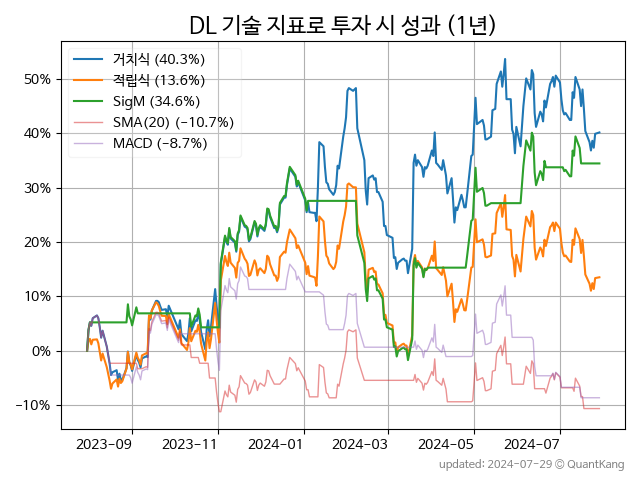 DL 기술 지표로 투자 시 성과 (1년)
거치식 (40.3%)
적립식 (13.6%)
SigM (34.6%)
SMA(20) (−10.7%)
MACD (−8.7%)
50%
40%
30%
20%
10%
0%
−10%
2023-09 2023-11 2024-01 2024-03 2024-05 2024-07
updated: 2024-07-29 © QuantKang